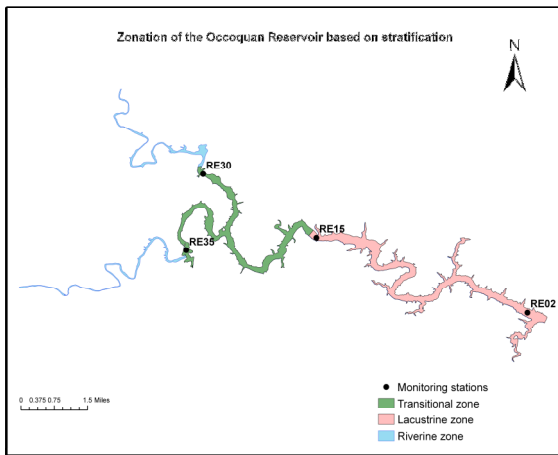 Zonation of the Occoquan Reservoir based on stratification
N
RE30
RE35
RE15
RE02
0 0.375 0.75 1.5 Miles
Monitoring stations
Transitional zone
Lacustrine zone
Riverine zone